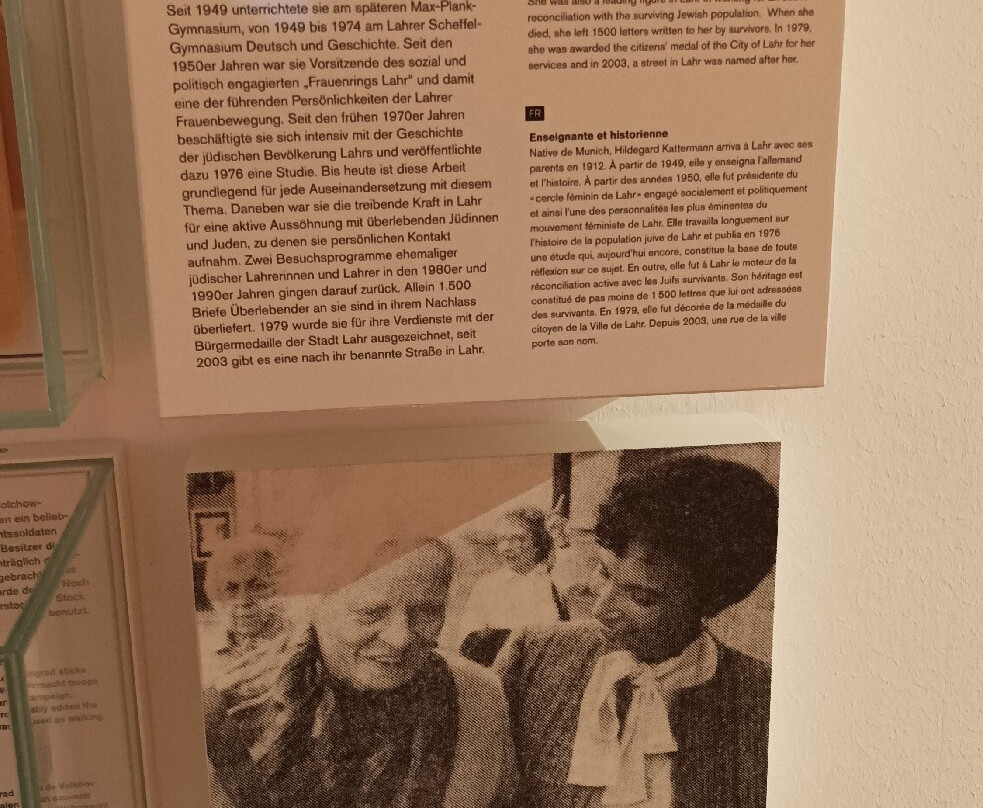 Seit 1949 unterrichtete sie am späteren Max-Plank-
Gymnasium, von 1949 bis 1974 am Lahrer Scheffel-
Gymnasium Deutsch und Geschichte. Seit den
1950er Jahren war sie Vorsitzende des sozial und
politisch engagierten „Frauenrings Lahr“ und damit
eine der führenden Persönlichkeiten der Lahrer
Frauenbewegung. Seit den frühen 1970er Jahren
beschäftigte sie sich intensiv mit der Geschichte
der jüdischen Bevölkerung Lahrs und veröffentlichte
dazu 1976 eine Studie. Bis heute ist diese Arbeit
grundlegend für jede Auseinandersetzung mit diesem
Thema. Daneben war sie die treibende Kraft in Lahr
für eine aktive Aussöhnung mit überlebenden Jüdinnen
und Juden, zu denen sie persönlichen Kontakt
aufnahm. Zwei Besuchsprogramme ehemaliger
jüdischer Lahrerinnen und Lahrer in den 1980er und
1990er Jahren gingen darauf zurück. Allein 1.500
Briefe Überlebender an sie sind in ihrem Nachlass
überliefert. 1979 wurde sie für ihre Verdienste mit der
Bürgermedaille der Stadt Lahr ausgezeichnet, seit
2003 gibt es eine nach ihr benannte Straße in Lahr.
reconciliation with the surviving Jewish population. When she
died, she left 1500 letters written to her by survivors. In 1979,
she was awarded the citizens' medal of the City of Lahr for her
services and in 2003, a street in Lahr was named after her.
FR
Enseignante et historienne
Native de Munich, Hildegard Kattermann arriva à Lahr avec ses
parents en 1912. À partir de 1949, elle y enseigna l'allemand
et l'histoire. À partir des années 1950, elle fut présidente du
«cercle féminin de Lahr» engagé socialement et politiquement
et ainsi l'une des personnalités les plus éminentes du
mouvement féministe de Lahr. Elle travailla longuement sur
l'histoire de la population juive de Lahr et publia en 1976
une étude qui, aujourd'hui encore, constitue la base de toute
réflexion sur ce sujet. En outre, elle fut à Lahr le moteur de la
réconciliation active avec les Juifs survivants. Son héritage est
constitué de pas moins de 1 500 lettres que lui ont adressées
des survivants. En 1979, elle fut décorée de la médaille du
citoyen de la Ville de Lahr. Depuis 2003, une rue de la ville
porte son nom.
olchow-
en ein belieb-
htssoldaten
Besitzer
träglich
gebrach
Noch
Stock
benutzt.